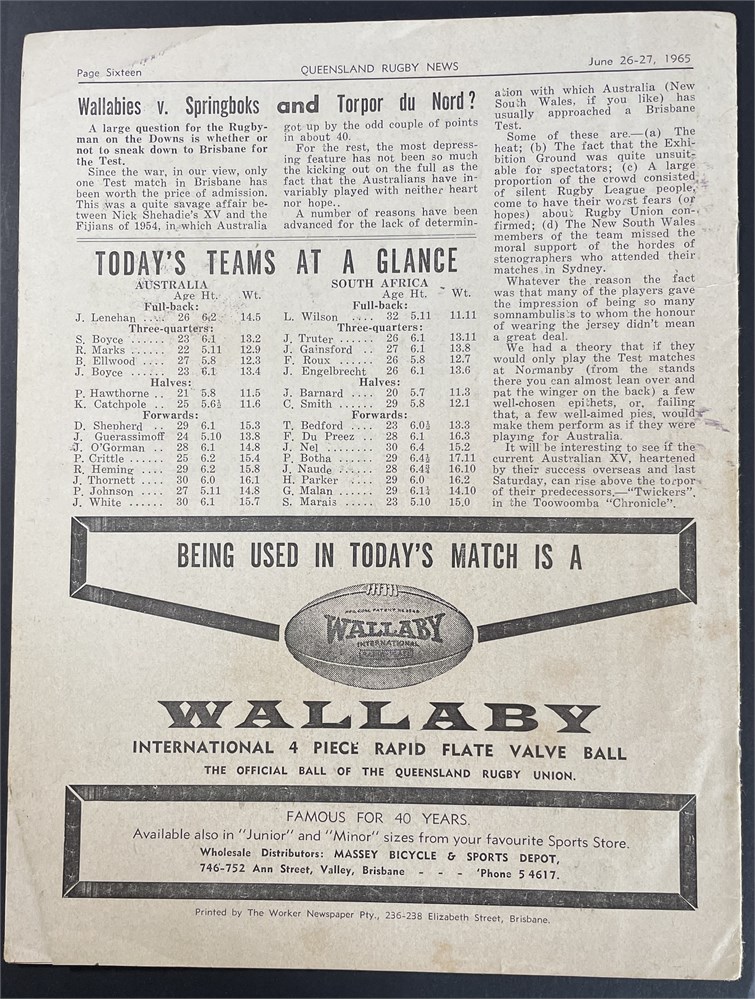 Page Sixteen
QUEENSLAND RUGBY NEWS
June 26-27, 1965
Wallabies v. Springboks and Torpor du Nord?
A large question for the Rugby-
man on the Downs is whether or
not to sneak down to Brisbane for
the Test.
Since the war, in our view, only
one Test match in Brisbane has
been worth the price of admission.
This was a quite savage affair be-
tween Nick Shehadie's XV and the
Fijians of 1954, in which Australia
got up by the odd couple of points
in about 40.
For the rest, the most depress-
ing feature has not been so much
the kicking out on the full as the
fact that the Australians have in-
variably played with neither heart
nor hope..
A number of reasons have been
advanced for the lack of determin-
ation with which Australia (New
South Wales, if you like) has
usually approached a Brisbane
Test.
Some of these are.—(a) The
heat; (b) The fact that the Exhi-
bition Ground was quite unsuit-
able for spectators; (c) A large
proportion of the crowd consisted
of silent Rugby League people,
come to have their worst fears (or
hopes) about Rugby Union con-
firmed; (d) The New South Wales
members of the team missed the
moral support of the hordes of
stenographers who attended their
matches in Sydney.
Whatever the reason the fact
was that many of the players gave
the impression of being so many
somnambulists to whom the honour
of wearing the jersey didn't mean
a great deal.
We had a theory that if they
would only play the Test matches
at Normanby (from the stands
there you can almost lean over and
pat the winger on the back) a few
well-chosen epithets, or, failing
that, a few well-aimed pies, would
make them perform as if they were
playing for Australia.
It will be interesting to see if the
current Australian XV, heartened
by their success overseas and last
Saturday, can rise above the torpor
of their predecessors.—"Twickers",
in the Toowoomba "Chronicle".
TODAY'S TEAMS AT A GLANCE
AUSTRALIA
Age Ht. Wt.
Full-back:
J. Lenehan .... 26 6.2 14.5
Three-quarters:
S. Boyce ...... 23 6.1 13.2
R. Marks ..... 22 5.11 12.9
B. Ellwood .... 27 5.8 12.3
J. Boyce ...... 23 6.1 13.4
Halves:
P. Hawthorne .. 21 5.8 11.5
K. Catchpole .. 25 5.6½ 11.6
Forwards:
D. Shepherd .. 29 6.1 15.3
J. Guerassimoff 24 5.10 13.8
J. O'Gorman .. 28 6.1 14.8
P. Crittle ..... 25 6.2 15.4
R. Heming .... 29 6.2 15.8
J. Thornett .... 30 6.0 16.1
P. Johnson .... 27 5.11 14.8
J. White ...... 30 6.1 15.7
SOUTH AFRICA
Age Ht. Wt.
Full-back:
L. Wilson .... 32 5.11 11.11
Three-quarters:
J. Truter ...... 26 6.1 13.11
J. Gainsford .. 27 6.1 13.8
F. Roux ...... 26 5.8 12.7
J. Engelbrecht 26 6.1 13.6
Halves:
J. Barnard .... 20 5.7 11.3
C. Smith ..... 29 5.8 12.1
Forwards:
T. Bedford .... 23 6.0½ 13.3
F. Du Preez .. 28 6.1 16.3
J. Nel ........ 30 6.4 15.2
P. Botha ..... 29 6.4½ 17.11
J. Naude ..... 28 6.4¾ 16.10
H. Parker .... 29 6.0 16.2
G. Malan ..... 29 6.1½ 14.10
S. Marais ..... 23 5.10 15.0
BEING USED IN TODAY'S MATCH IS A
WALLABY
INTERNATIONAL
WALLABY
INTERNATIONAL 4 PIECE RAPID FLATE VALVE BALL
THE OFFICIAL BALL OF THE QUEENSLAND RUGBY UNION.
FAMOUS FOR 40 YEARS.
Available also in "Junior" and "Minor" sizes from your favourite Sports Store.
Wholesale Distributors: MASSEY BICYCLE & SPORTS DEPOT,
746-752 Ann Street, Valley, Brisbane - - - 'Phone 5 4617.
Printed by The Worker Newspaper Pty., 236-238 Elizabeth Street, Brisbane.